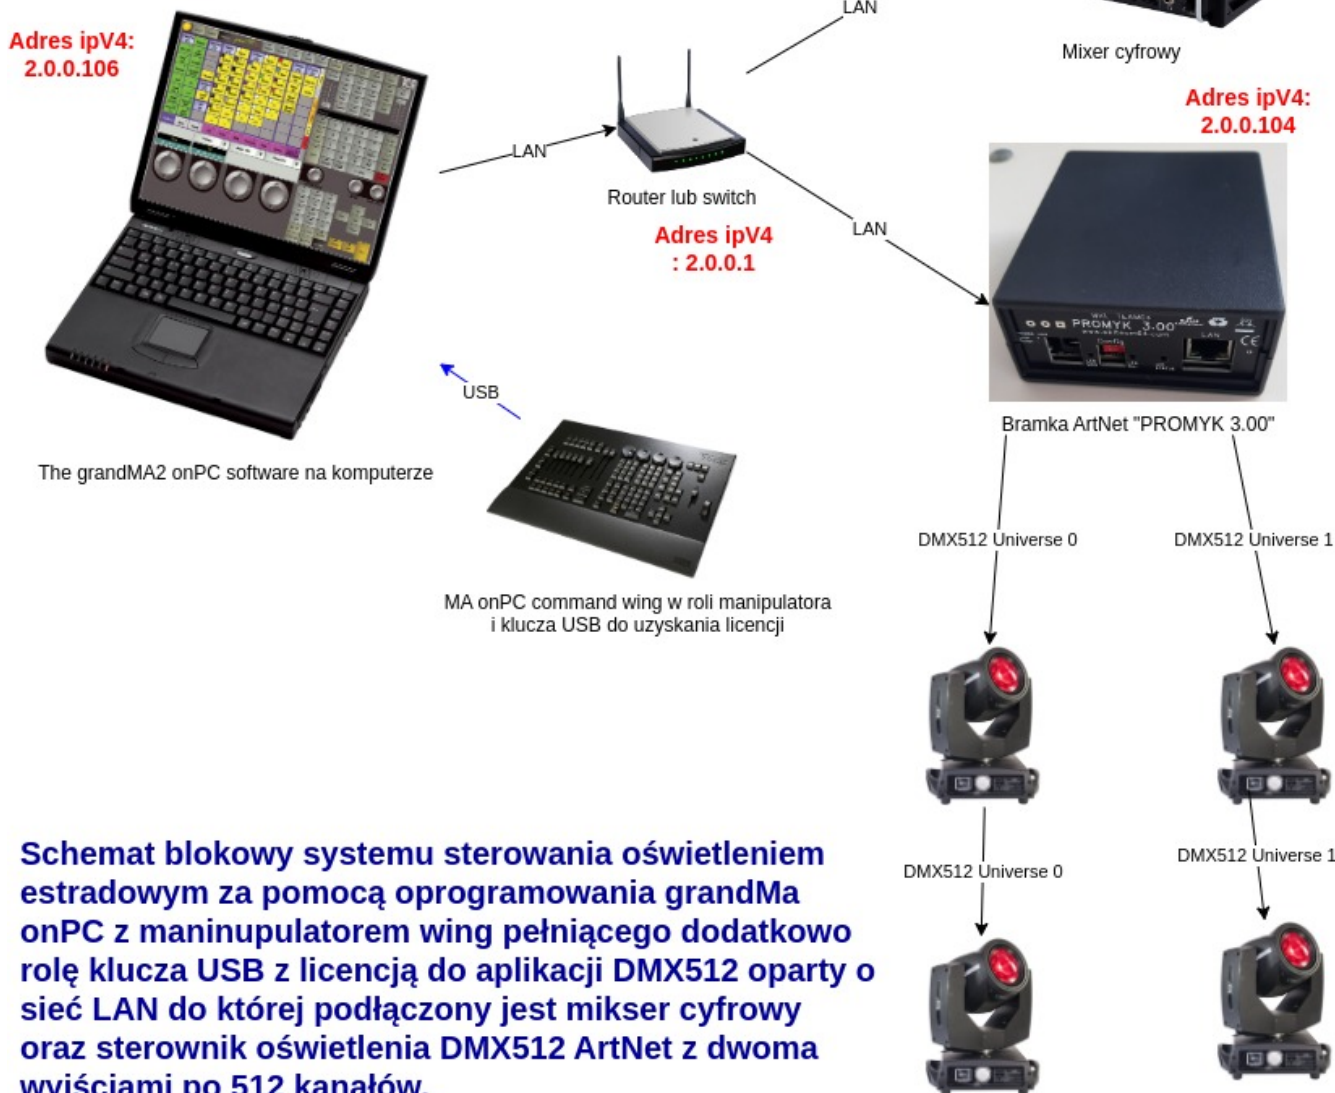 LAN
Mixer cyfrowy
Adres ipV4:
2.0.0.106
Adres ipV4:
2.0.0.104
LAN
Router lub switch
Adres ipV4
: 2.0.0.1
LAN
PROMYK 3.00
Config
LAN
USB
Bramka ArtNet "PROMYK 3.00"
The grandMA2 onPC software na komputerze
DMX512 Universe 0
DMX512 Universe 1
MA onPC command wing w roli manipulatora
i klucza USB do uzyskania licencji
DMX512 Universe 0
DMX512 Universe 1
Schemat blokowy systemu sterowania oświetleniem
estradowym za pomocą oprogramowania grandMa
onPC z maninupulatorem wing pełniącego dodatkowo
rolę klucza USB z licencją do aplikacji DMX512 oparty o
sieć LAN do której podłączony jest mikser cyfrowy
oraz sterownik oświetlenia DMX512 ArtNet z dwoma
wyjściami po 512 kanałów.